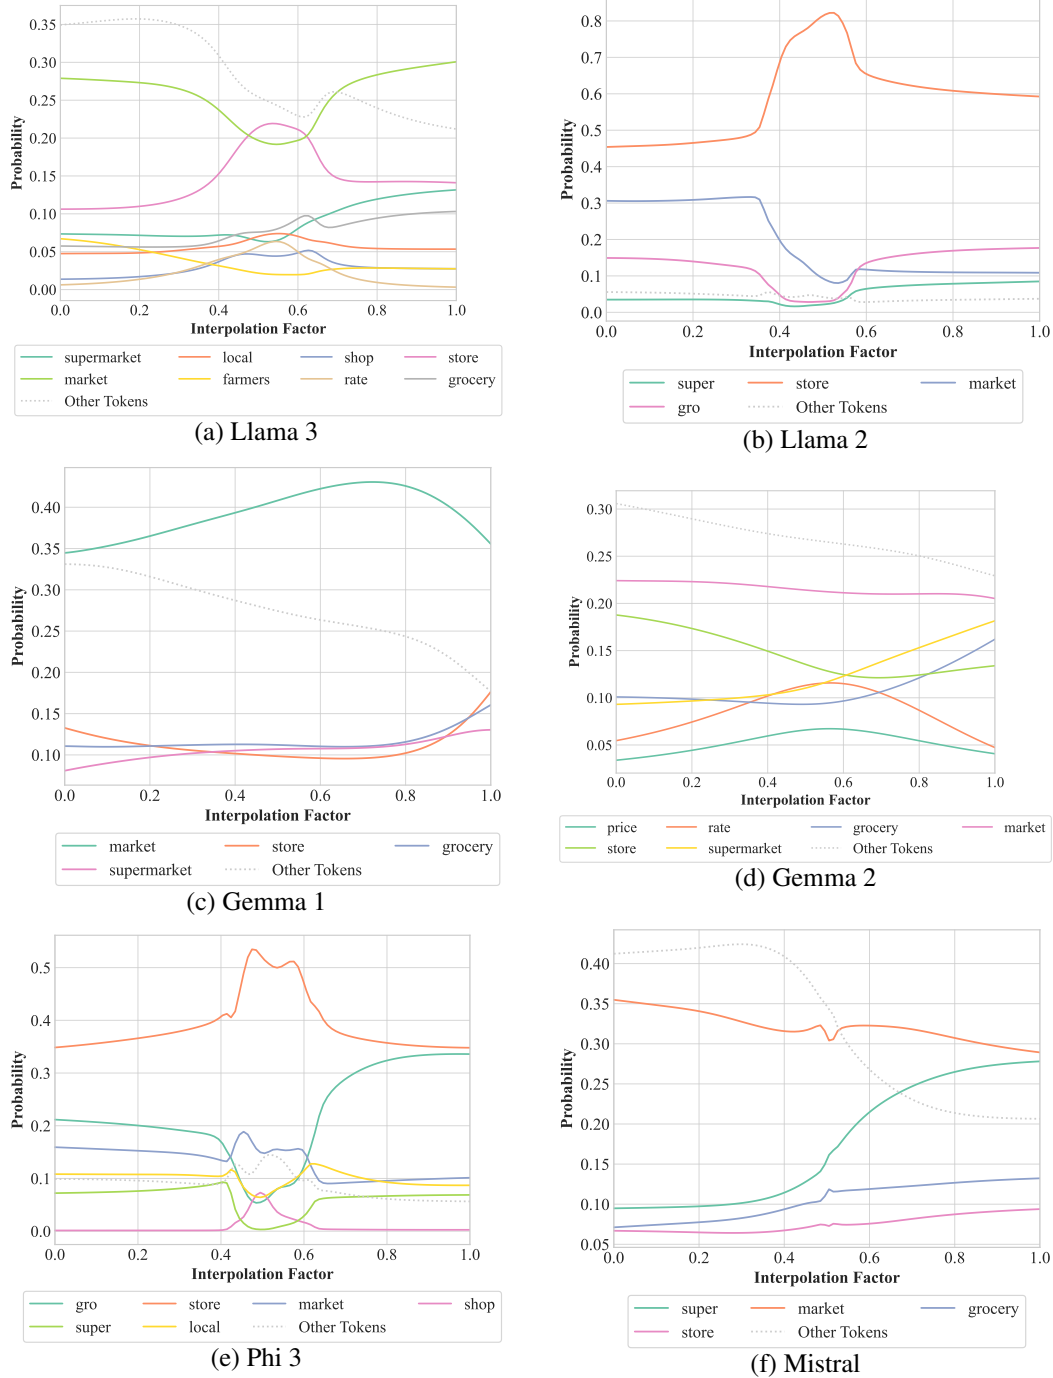 0.35
0.30
0.25
0.20
0.15
0.10
0.05
0.00
Probability
0.0 0.2 0.4 0.6 0.8 1.0
Interpolation Factor
supermarket local shop store
market farmers rate grocery
Other Tokens
(a) Llama 3
0.8
0.7
0.6
0.5
0.4
0.3
0.2
0.1
0.0
Probability
0.0 0.2 0.4 0.6 0.8 1.0
Interpolation Factor
super store market
gro Other Tokens
(b) Llama 2
0.40
0.35
0.30
0.25
0.20
0.15
0.10
Probability
0.0 0.2 0.4 0.6 0.8 1.0
Interpolation Factor
market store grocery
supermarket Other Tokens
(c) Gemma 1
0.30
0.25
0.20
0.15
0.10
0.05
Probability
0.0 0.2 0.4 0.6 0.8 1.0
Interpolation Factor
price rate grocery market
store supermarket Other Tokens
(d) Gemma 2
0.5
0.4
0.3
0.2
0.1
0.0
Probability
0.0 0.2 0.4 0.6 0.8 1.0
Interpolation Factor
gro store market shop
super local Other Tokens
(e) Phi 3
0.40
0.35
0.30
0.25
0.20
0.15
0.10
0.05
Probability
0.0 0.2 0.4 0.6 0.8 1.0
Interpolation Factor
super market grocery
store Other Tokens
(f) Mistral